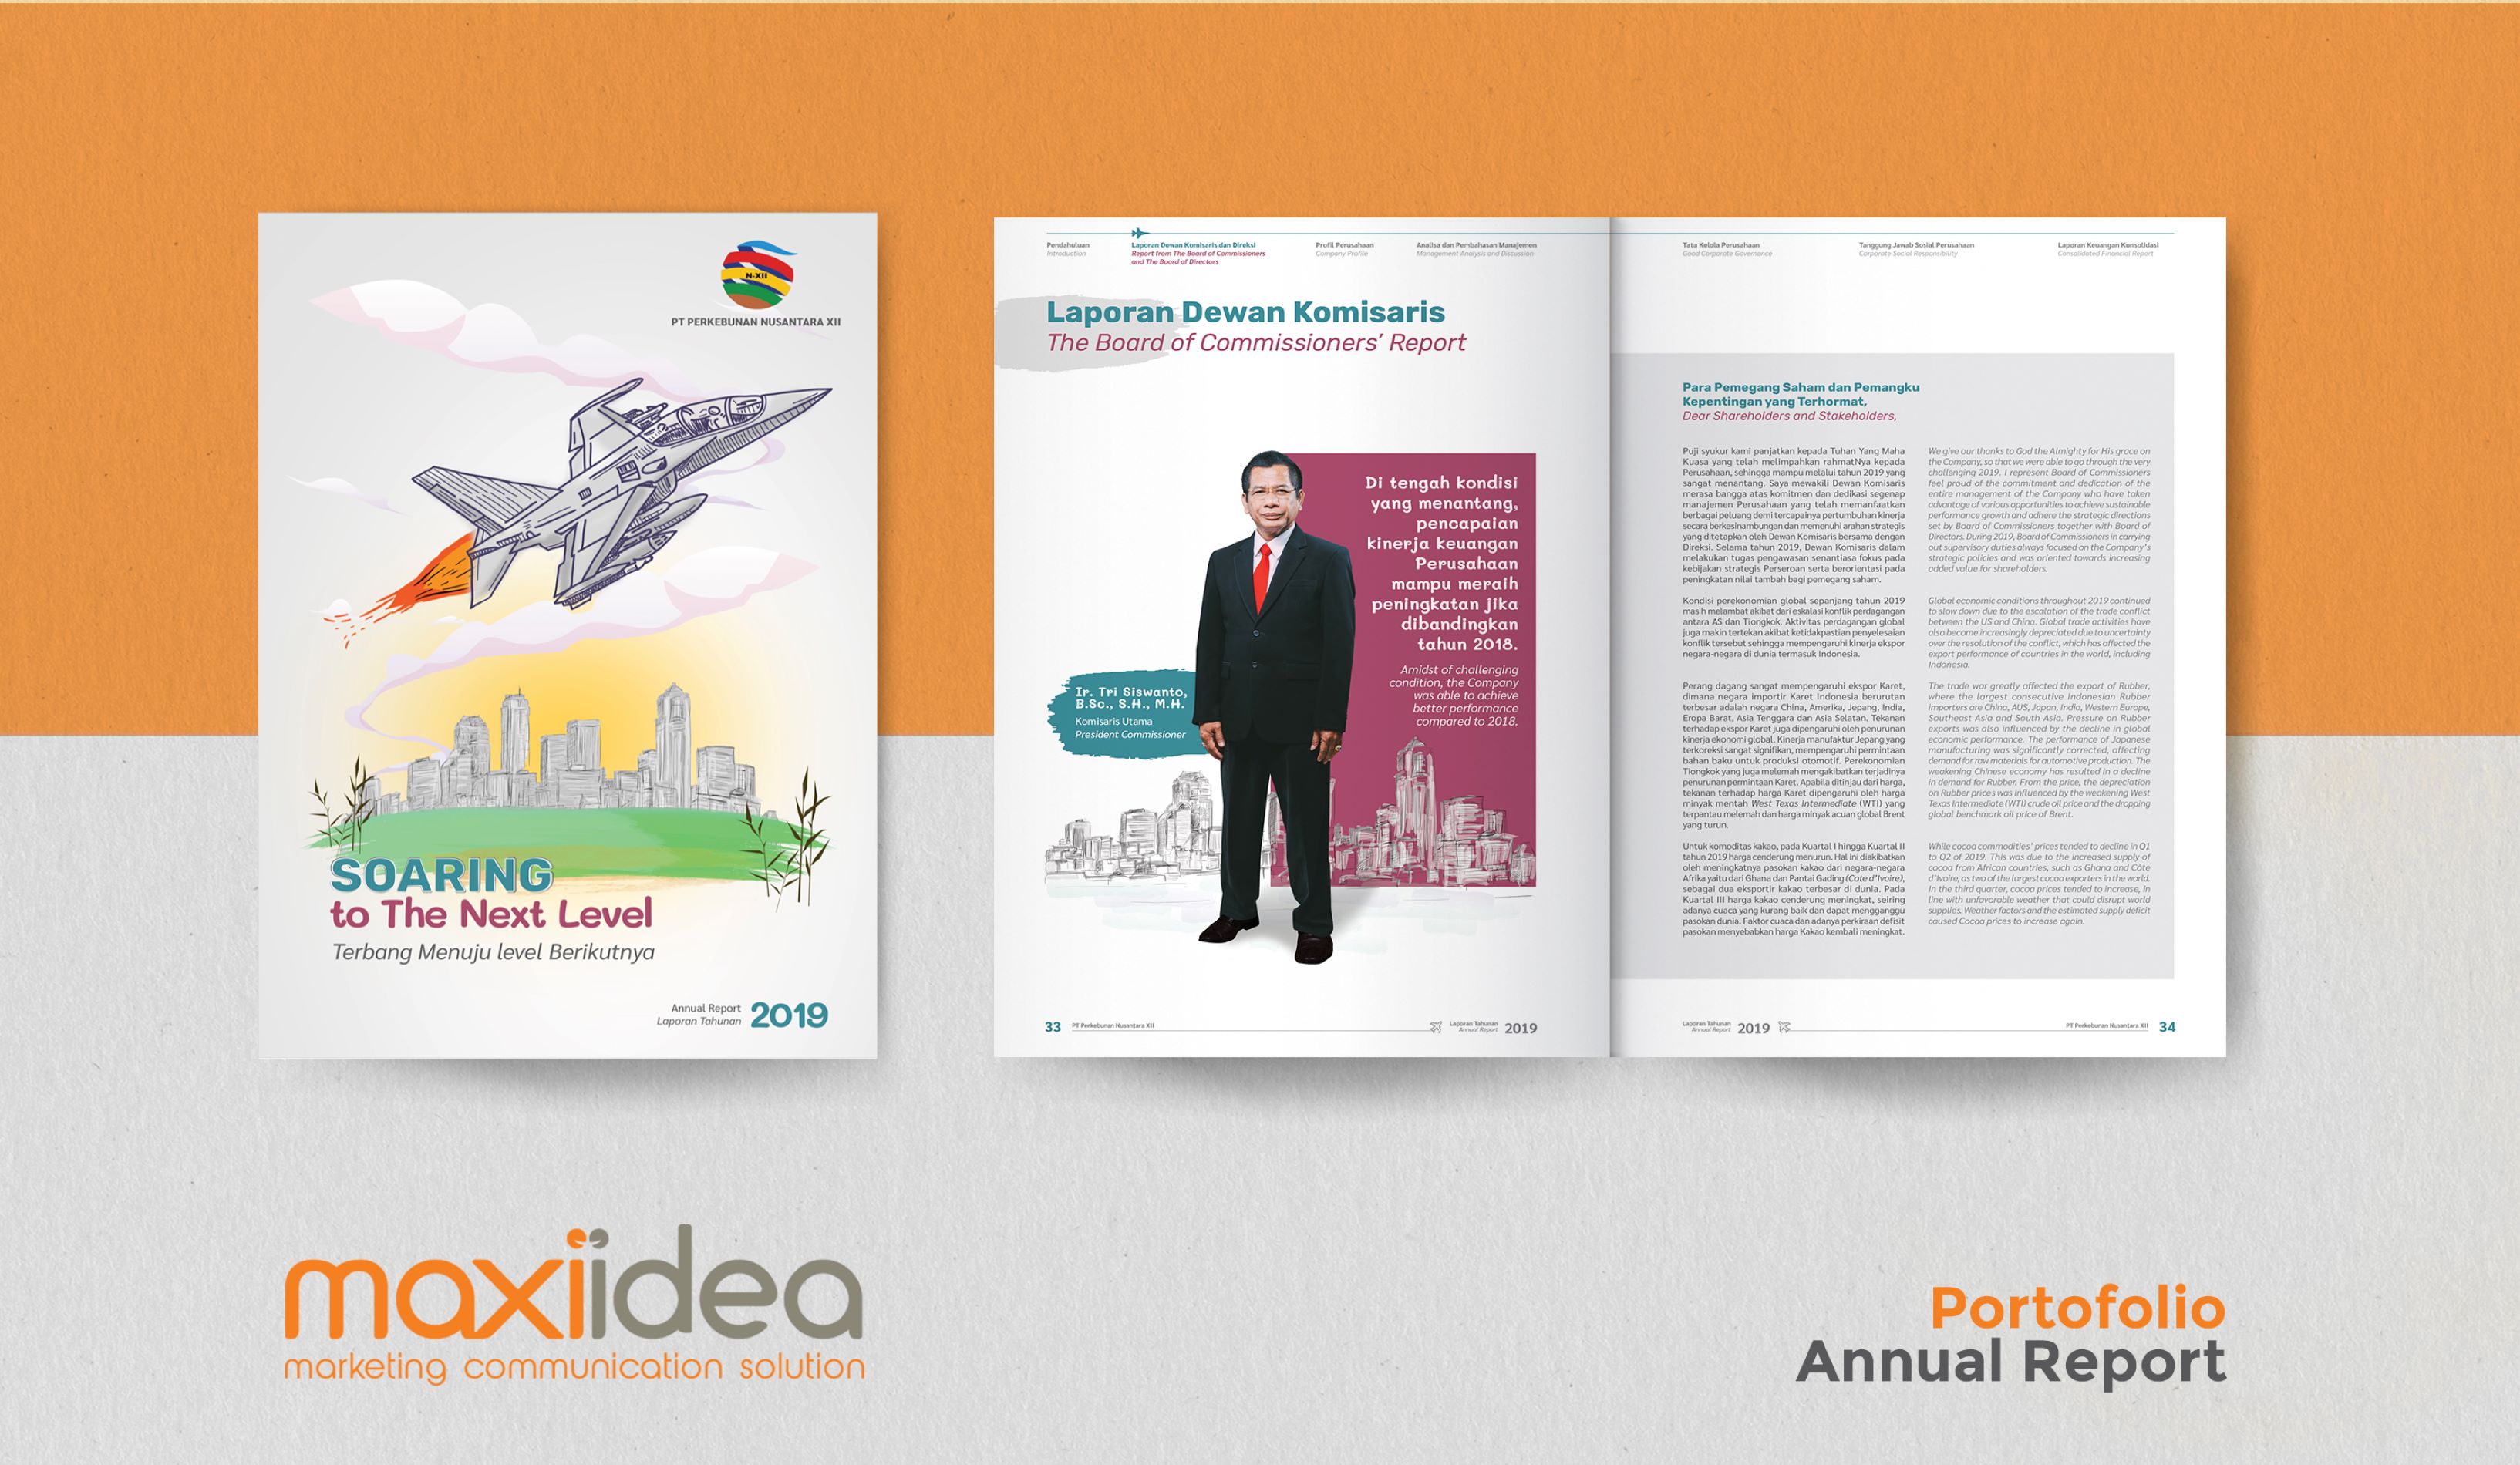 N-XII
PT PERKEBUNAN NUSANTARA XII
SOARING
to The Next Level
Terbang Menuju level Berikutnya
Annual Report
Laporan Tahunan
2019
Pendahuluan
Introduction
Laporan Dewan Komisaris dan Direksi
Report from The Board of Commissioners
and The Board of Directors
Profil Perusahaan
Company Profile
Analisa dan Pembahasan Manajemen
Management Analysis and Discussion
Laporan Dewan Komisaris
The Board of Commissioners' Report
Di tengah kondisi
yang menantang,
pencapaian
kinerja keuangan
Perusahaan
mampu meraih
peningkatan jika
dibandingkan
tahun 2018.
Amidst of challenging
condition, the Company
was able to achieve
better performance
compared to 2018.
Ir. Tri Siswanto,
B.Sc., S.H., M.H.
Komisaris Utama
President Commissioner
33 PT Perkebunan Nusantara XII
Laporan Tahunan
Annual Report
2019
Tata Kelola Perusahaan
Good Corporate Governance
Tanggung Jawab Sosial Perusahaan
Corporate Social Responsibility
Laporan Keuangan Konsolidasi
Consolidated Financial Report
Para Pemegang Saham dan Pemangku
Kepentingan yang Terhormat,
Dear Shareholders and Stakeholders,
Puji syukur kami panjatkan kepada Tuhan Yang Maha
Kuasa yang telah melimpahkan rahmatNya kepada
Perusahaan, sehingga mampu melalui tahun 2019 yang
sangat menantang. Saya mewakili Dewan Komisaris
merasa bangga atas komitmen dan dedikasi segenap
manajemen Perusahaan yang telah memanfaatkan
berbagai peluang demi tercapainya pertumbuhan kinerja
secara berkesinambungan dan memenuhi arahan strategis
yang ditetapkan oleh Dewan Komisaris bersama dengan
Direksi. Selama tahun 2019, Dewan Komisaris dalam
melakukan tugas pengawasan senantiasa fokus pada
kebijakan strategis Perseroan serta berorientasi pada
peningkatan nilai tambah bagi pemegang saham.
Kondisi perekonomian global sepanjang tahun 2019
masih melambat akibat dari eskalasi konflik perdagangan
antara AS dan Tiongkok. Aktivitas perdagangan global
juga makin tertekan akibat ketidakpastian penyelesaian
konflik tersebut sehingga mempengaruhi kinerja ekspor
negara-negara di dunia termasuk Indonesia.
Perang dagang sangat mempengaruhi ekspor Karet,
dimana negara importir Karet Indonesia berurutan
terbesar adalah negara China, Amerika, Jepang, India,
Eropa Barat, Asia Tenggara dan Asia Selatan. Tekanan
terhadap ekspor Karet juga dipengaruhi oleh penurunan
kinerja ekonomi global. Kinerja manufaktur Jepang yang
terkoreksi sangat signifikan, mempengaruhi permintaan
bahan baku untuk produksi otomotif. Perekonomian
Tiongkok yang juga melemah mengakibatkan terjadinya
penurunan permintaan Karet. Apabila ditinjau dari harga,
tekanan terhadap harga Karet dipengaruhi oleh harga
minyak mentah West Texas Intermediate (WTI) yang
terpantau melemah dan harga minyak acuan global Brent
yang turun.
Untuk komoditas kakao, pada Kuartal I hingga Kuartal II
tahun 2019 harga cenderung menurun. Hal ini diakibatkan
oleh meningkatnya pasokan kakao dari negara-negara
Afrika yaitu dari Ghana dan Pantai Gading (Cote d'Ivoire),
sebagai dua eksportir kakao terbesar di dunia. Pada
Kuartal III harga kakao cenderung meningkat, seiring
adanya cuaca yang kurang baik dan dapat mengganggu
pasokan dunia. Faktor cuaca dan adanya perkiraan defisit
pasokan menyebabkan harga Kakao kembali meningkat.
We give our thanks to God the Almighty for His grace on
the Company, so that we were able to go through the very
challenging 2019. I represent Board of Commissioners
feel proud of the commitment and dedication of the
entire management of the Company who have taken
advantage of various opportunities to achieve sustainable
performance growth and adhere the strategic directions
set by Board of Commissioners together with Board of
Directors. During 2019, Board of Commissioners in carrying
out supervisory duties always focused on the Company's
strategic policies and was oriented towards increasing
added value for shareholders.
Global economic conditions throughout 2019 continued
to slow down due to the escalation of the trade conflict
between the US and China. Global trade activities have
also become increasingly depreciated due to uncertainty
over the resolution of the conflict, which has affected the
export performance of countries in the world, including
Indonesia.
The trade war greatly affected the export of Rubber,
where the largest consecutive Indonesian Rubber
importers are China, AUS, Japan, India, Western Europe,
Southeast Asia and South Asia. Pressure on Rubber
exports was also influenced by the decline in global
economic performance. The performance of Japanese
manufacturing was significantly corrected, affecting
demand for raw materials for automotive production. The
weakening Chinese economy has resulted in a decline
in demand for Rubber. From the price, the depreciation
on Rubber prices was influenced by the weakening West
Texas Intermediate (WTI) crude oil price and the dropping
global benchmark oil price of Brent.
While cocoa commodities' prices tended to decline in Q1
to Q2 of 2019. This was due to the increased supply of
cocoa from African countries, such as Ghana and Côte
d'Ivoire, as two of the largest cocoa exporters in the world.
In the third quarter, cocoa prices tended to increase, in
line with unfavorable weather that could disrupt world
supplies. Weather factors and the estimated supply deficit
caused Cocoa prices to increase again.
Laporan Tahunan
Annual Report
2019
PT Perkebunan Nusantara XII 34
maxiidea
marketing communication solution
Portofolio
Annual Report